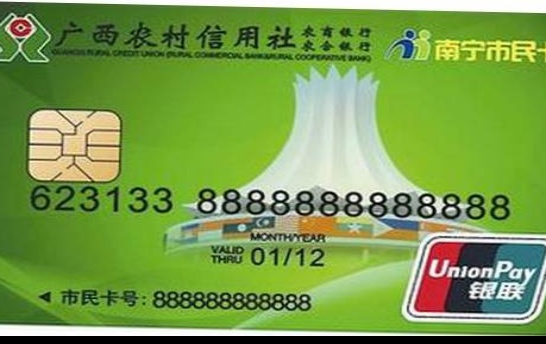 广西农村信用社 农商银行 农合银行
GUANGXI RURAL CREDIT UNION (RURAL COMMERCIAL BANK&RURAL COOPERATIVE BANK)
南宁市民
623133 8888888888888
MONTH/YEAR
VALID THRU 01/12
市民卡号: 888888888888
UnionPay
银联